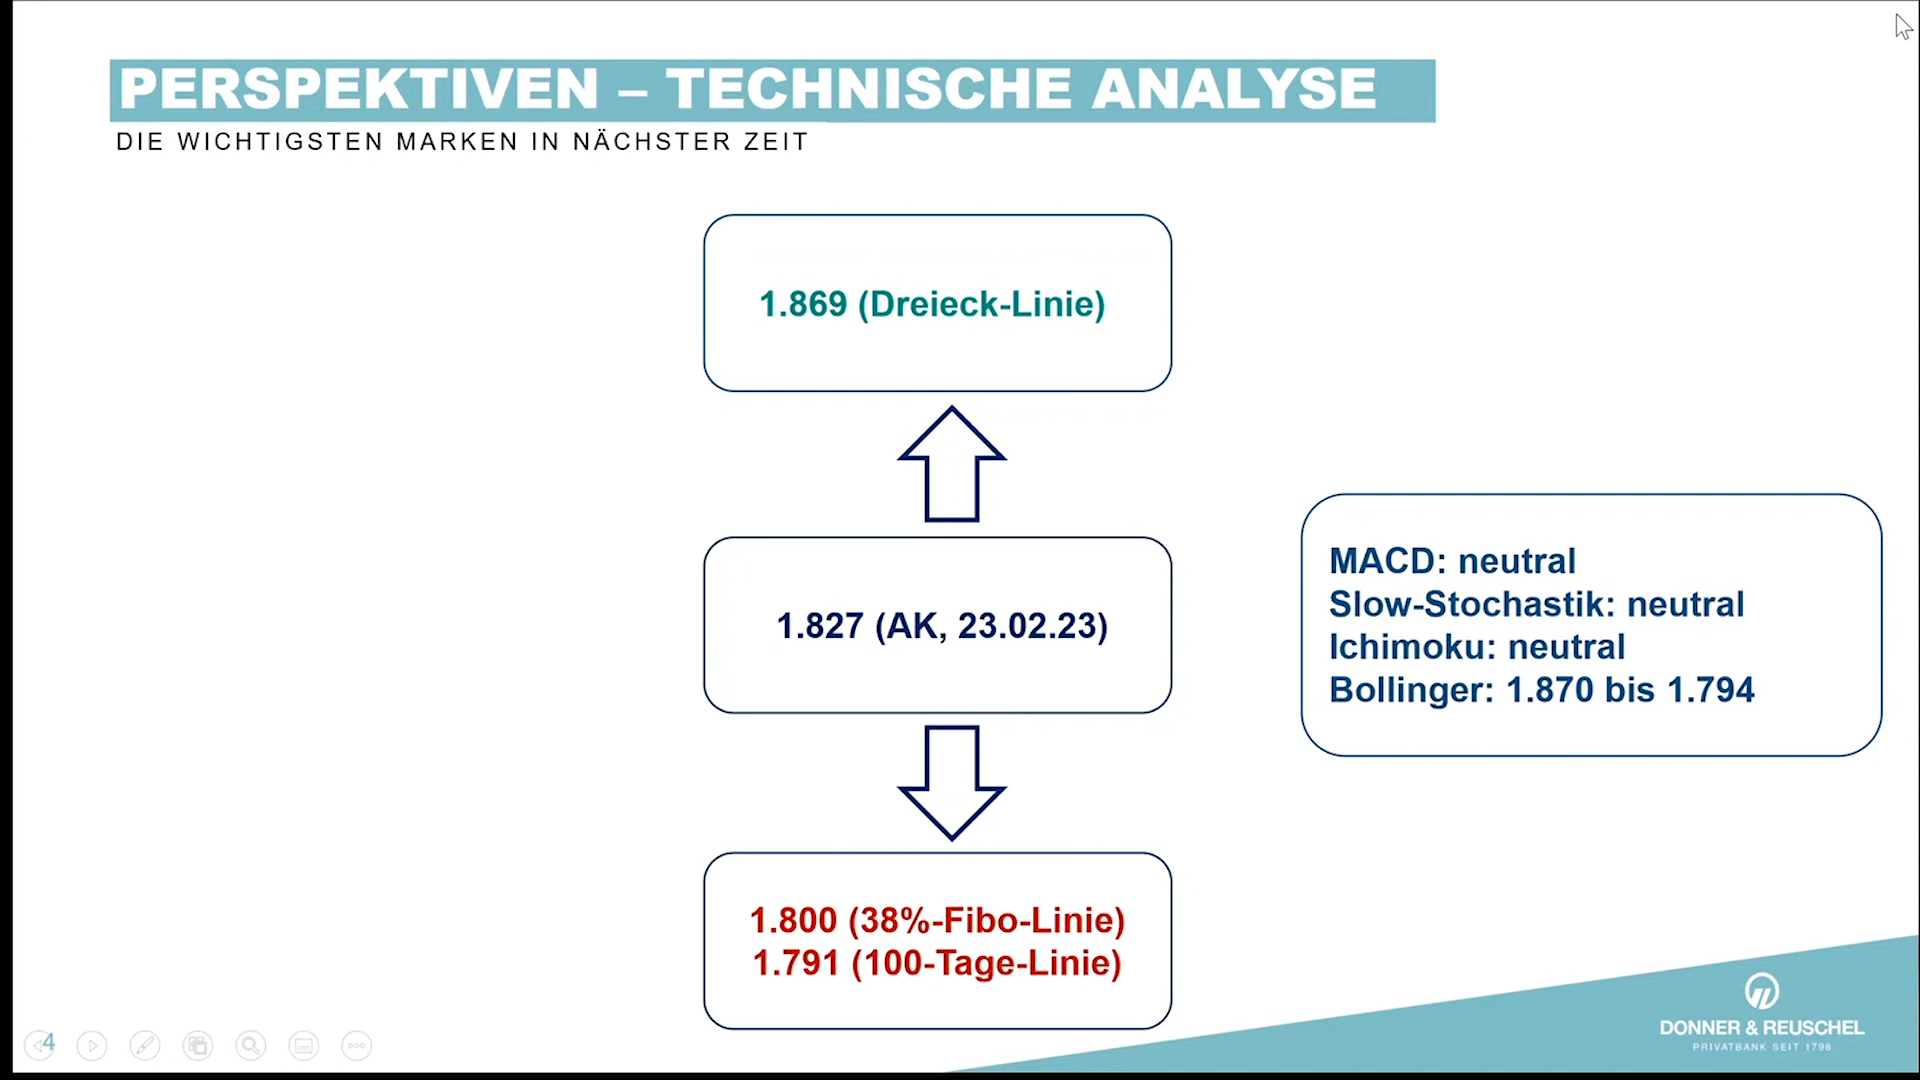 PERSPEKTIVEN – TECHNISCHE ANALYSE
DIE WICHTIGSTEN MARKEN IN NÄCHSTER ZEIT
1.869 (Dreieck-Linie)
1.827 (AK, 23.02.23)
MACD: neutral
Slow-Stochastik: neutral
Ichimoku: neutral
Bollinger: 1.870 bis 1.794
1.800 (38%-Fibo-Linie)
1.791 (100-Tage-Linie)
4
DONNER & REUSCHEL
PRIVATBANK SEIT 1798